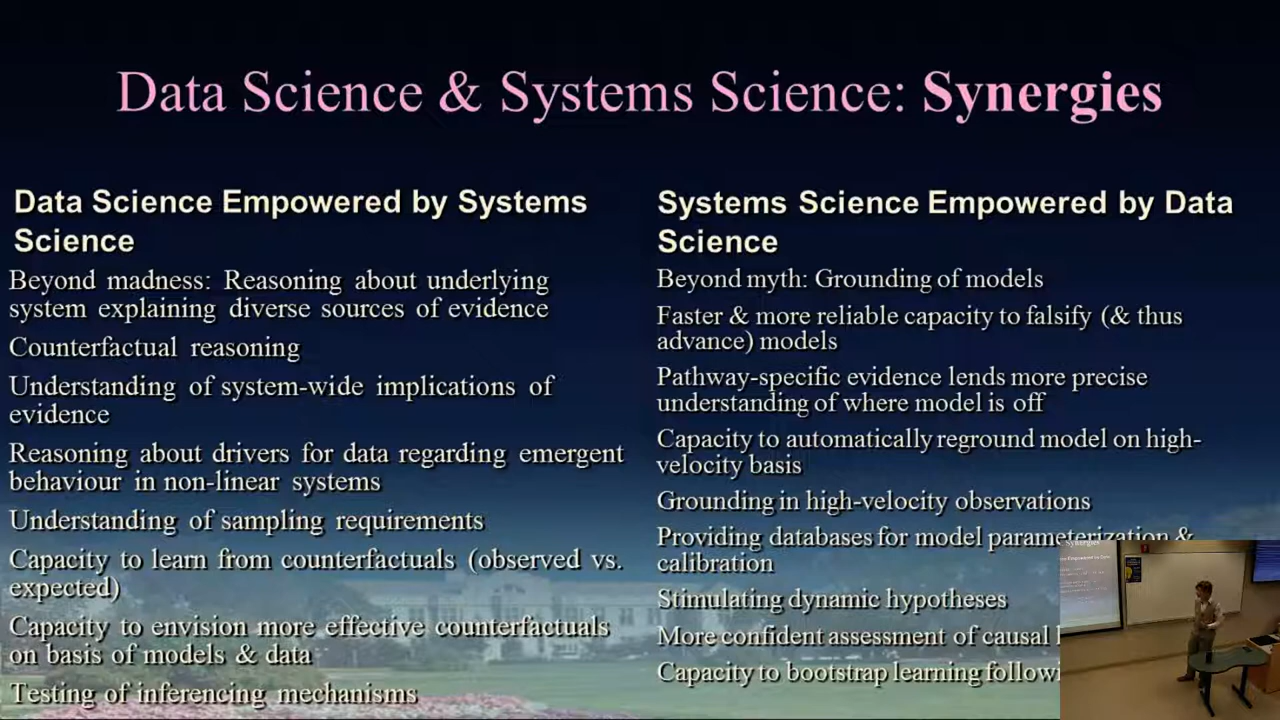 Data Science & Systems Science: Synergies
Data Science Empowered by Systems
Science
Beyond madness: Reasoning about underlying
system explaining diverse sources of evidence
Counterfactual reasoning
Understanding of system-wide implications of
evidence
Reasoning about drivers for data regarding emergent
behaviour in non-linear systems
Understanding of sampling requirements
Capacity to learn from counterfactuals (observed vs.
expected)
Capacity to envision more effective counterfactuals
on basis of models & data
Testing of inferencing mechanisms
Systems Science Empowered by Data
Science
Beyond myth: Grounding of models
Faster & more reliable capacity to falsify (& thus
advance) models
Pathway-specific evidence lends more precise
understanding of where model is off
Capacity to automatically reground model on high-
velocity basis
Grounding in high-velocity observations
Providing databases for model parameterization &
calibration
Stimulating dynamic hypotheses
More confident assessment of causal
Capacity to bootstrap learning
Synergies